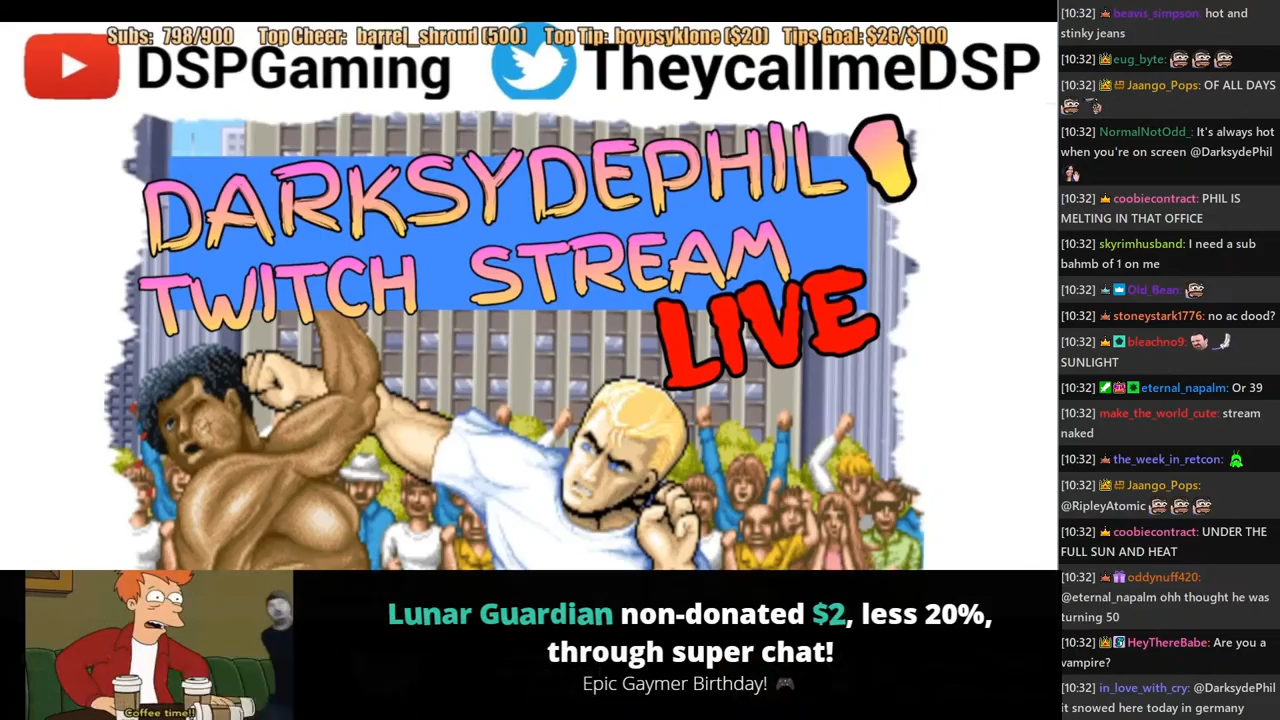 Subs: 798/900 Top Cheer: barrel_shroud (500) Top Tip: boypsyklone ($20) Tips Goal: $26/$100
DSPGaming TheycallmeDSP
DARKSYDEPHIL
TWITCH STREAM
LIVE
Coffee time!!
Lunar Guardian non-donated $2, less 20%,
through super chat!
Epic Gaymer Birthday! 🎮
[10:32] heavis_simpson: hot and
stinky jeans
[10:32] eug_byte:
[10:32] Jaango_Pops: OF ALL DAYS
[10:32] NormalNotOdd_: It's always hot
when you're on screen @DarksydePhil
[10:32] coobiecontract: PHIL IS
MELTING IN THAT OFFICE
[10:32] skyrimhusband: I need a sub
bahmb of 1 on me
[10:32] Old_Bean:
[10:32] stoneystark1776: no ac dood?
[10:32] bleachno9:
SUNLIGHT
[10:32] eternal_napalm: Or 39
[10:32] make_the_world_cute: stream
naked
[10:32] the_week_in_retcon:
[10:32] Jaango_Pops:
@RipleyAtomic
[10:32] coobiecontract: UNDER THE
FULL SUN AND HEAT
[10:32] oddynuff420:
@eternal_napalm ohh thought he was
turning 50
[10:32] HeyThereBabe: Are you a
vampire?
[10:32] in_love_with_cry: @DarksydePhil
it snowed here today in germany